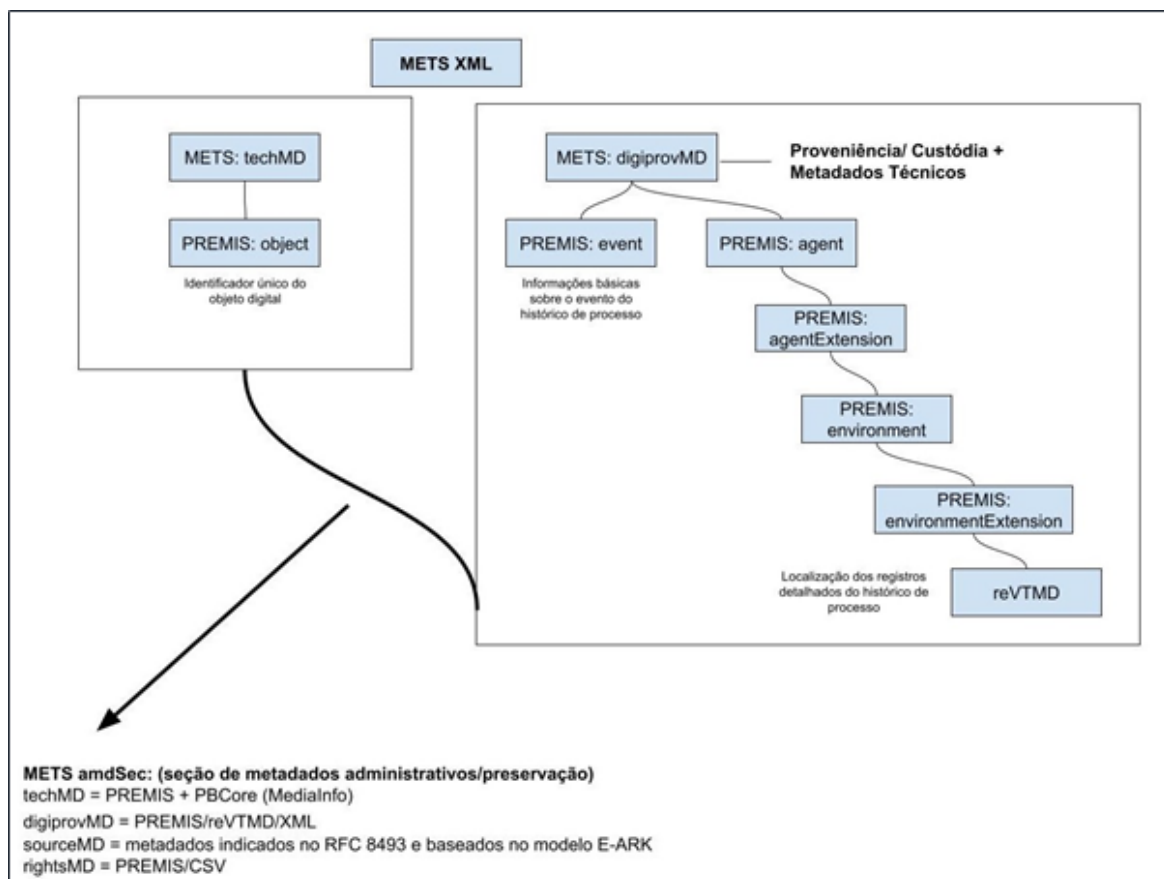 METS XML
METS: techMD
PREMIS: object
Identificador único do
objeto digital
METS: digiprovMD
Proveniência/ Custódia +
Metadados Técnicos
PREMIS: event
Informações básicas
sobre o evento do
histórico de processo
PREMIS: agent
PREMIS:
agentExtension
PREMIS:
environment
PREMIS:
environmentExtension
Localização dos registros
detalhados do histórico de
processo
reVTMD
METS amdSec: (seção de metadados administrativos/preservação)
techMD = PREMIS + PBCore (MediaInfo)
digiprovMD = PREMIS/reVTMD/XML
sourceMD = metadados indicados no RFC 8493 e baseados no modelo E-ARK
rightsMD = PREMIS/CSV